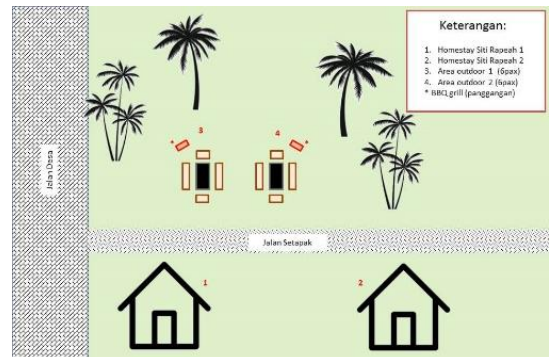 Keterangan:
1. Homestay Siti Rapeah 1
2. Homestay Siti Rapeah 2
3. Area outdoor 1 (6pax)
4. Area outdoor 2 (6pax)
* BBQ grill (panggangan)
3
4
*
*
Jalan Desa
Jalan Setapak
1
2